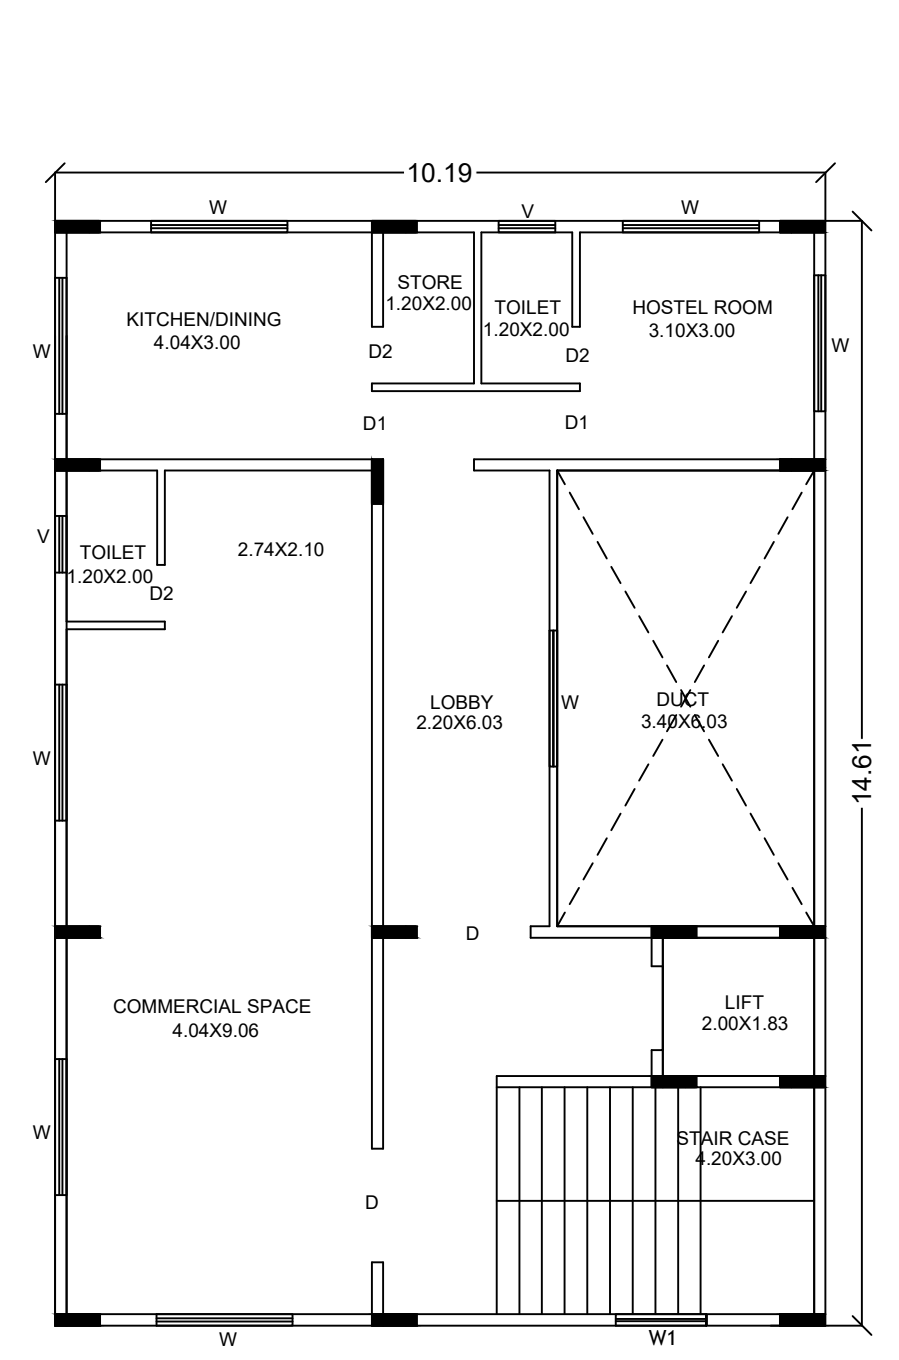 10.19
W
V
W
STORE
1.20X2.00
TOILET
1.20X2.00
HOSTEL ROOM
3.10X3.00
KITCHEN/DINING
4.04X3.00
W
D2
D2
W
D1
D1
V
TOILET
1.20X2.00
D2
2.74X2.10
LOBBY
2.20X6.03
W
DUCT
3.40X6.03
W
14.61
D
COMMERCIAL SPACE
4.04X9.06
LIFT
2.00X1.83
W
STAIR CASE
4.20X3.00
D
W
W1